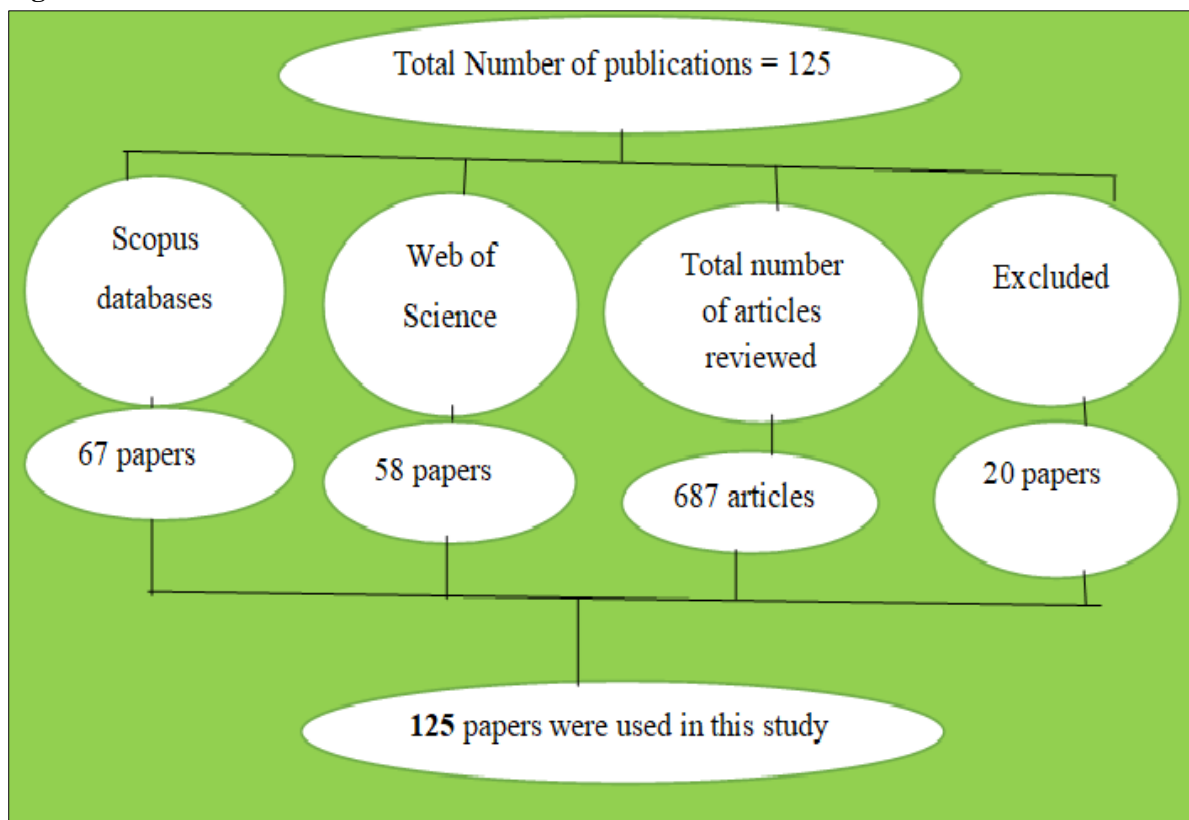 Total Number of publications = 125
Scopus
databases
Web of
Science
Total number
of articles
reviewed
Excluded
67 papers
58 papers
687 articles
20 papers
125 papers were used in this study